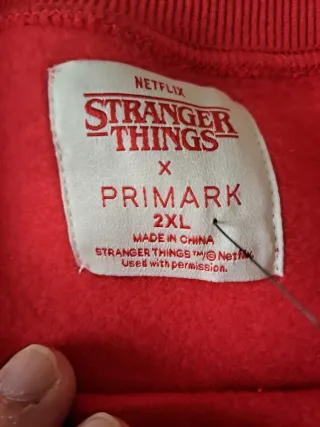 NETFLIX
STRANGER
THINGS
X
PRIMARK
2XL
MADE IN CHINA
STRANGER THINGS™/© Netflix
Used with permission.